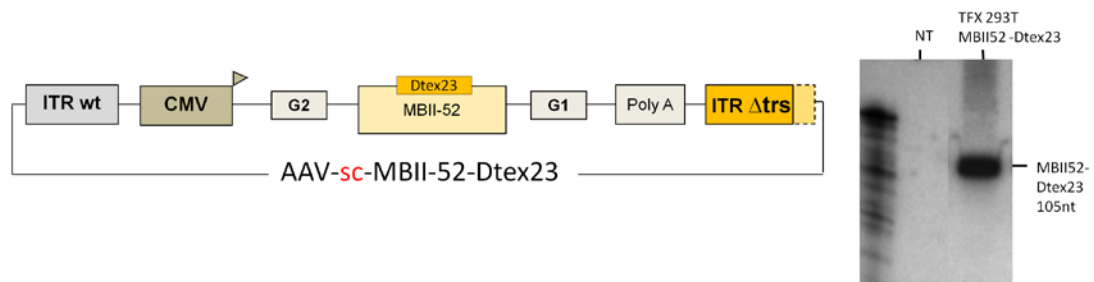 ITR wt
CMV
G2
Dtex23
MBII-52
G1
Poly A
ITR Δtrs
AAV-sc-MBII-52-Dtex23
NT
TFX 293T
MBII52 -Dtex23
MBII52-
Dtex23
105nt